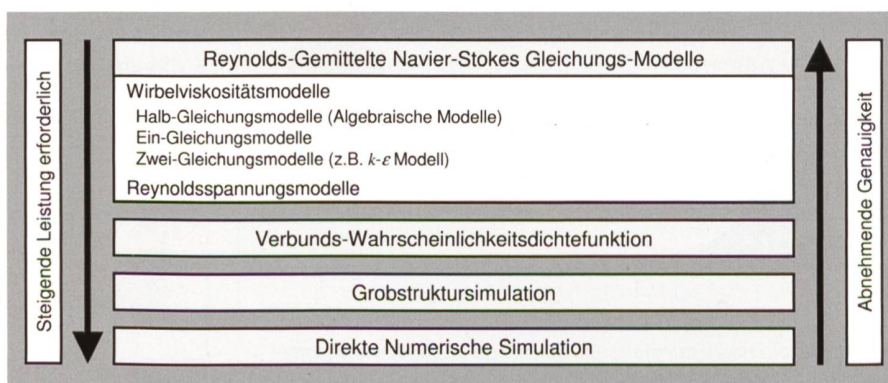 Steigende Leistung erforderlich
Reynolds-Gemittelte Navier-Stokes Gleichungs-Modelle
Wirbelviskositätsmodelle
Halb-Gleichungsmodelle (Algebraische Modelle)
Ein-Gleichungsmodelle
Zwei-Gleichungsmodelle (z.B. k-ε Modell)
Reynoldsspannungsmodelle
Verbunds-Wahrscheinlichkeitsdichtefunktion
Grobstruktursimulation
Direkte Numerische Simulation
Abnehmende Genauigkeit